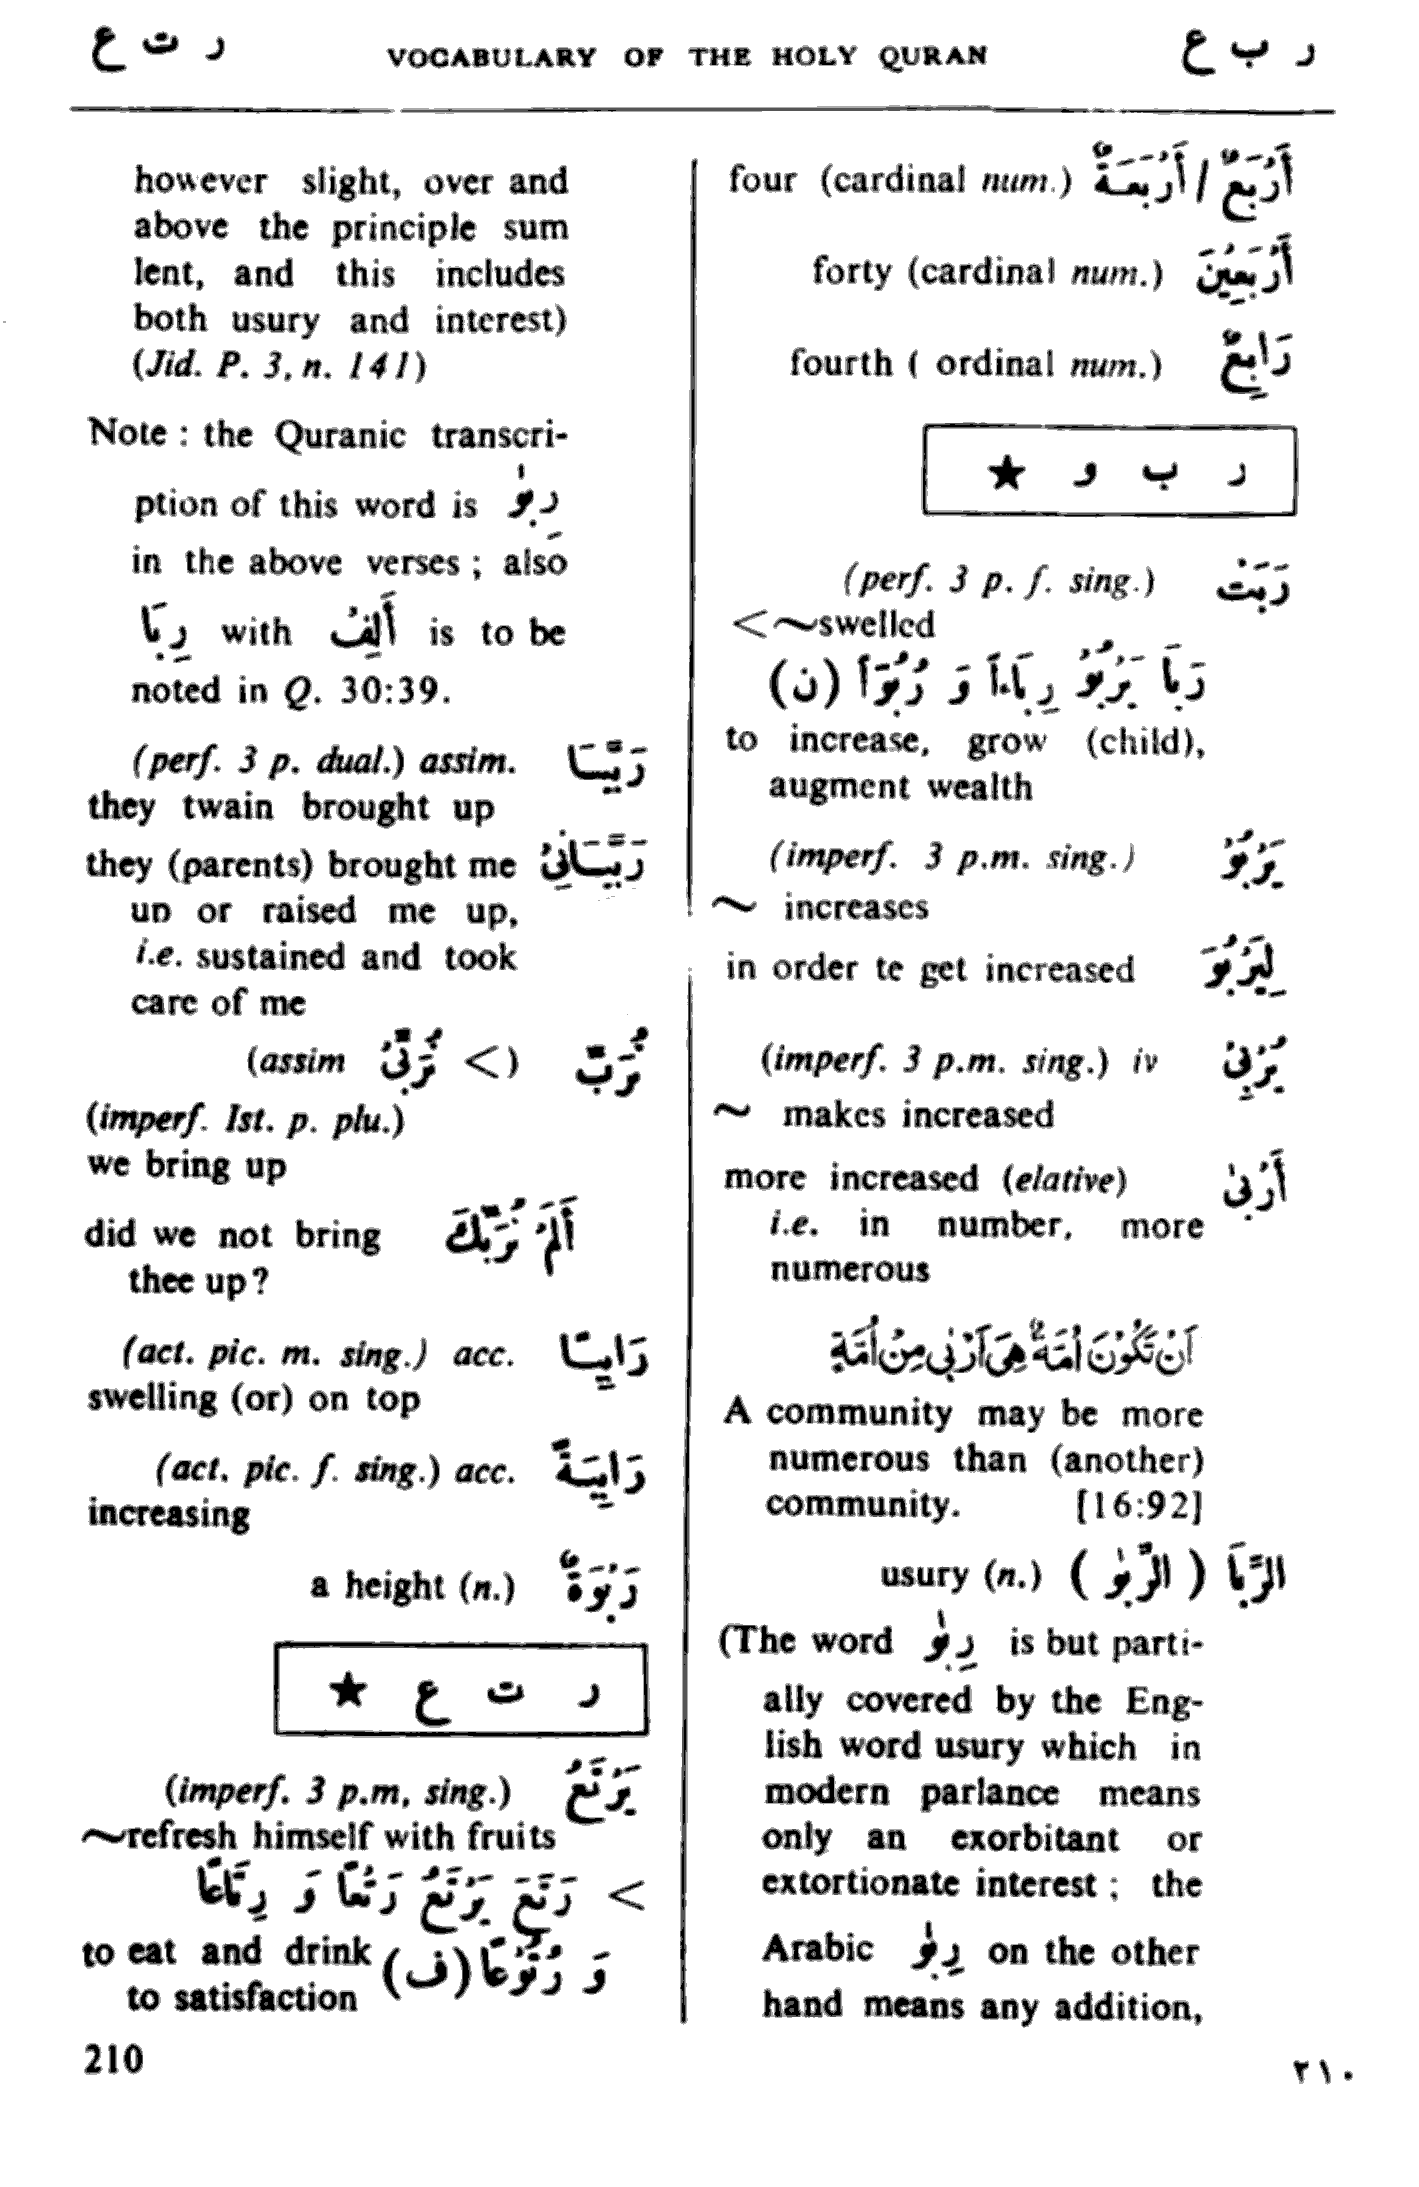 ر ت ع VOCABULARY OF THE HOLY QURAN ر ب ع
four (cardinal num.) أَرْبَعٌ / أَرْبَعَةٌ
forty (cardinal num.) أَرْبَعِيْنَ
fourth ( ordinal num.) رَابِعٌ
ر ب و ★
(perf. 3 p. f. sing.) رَبَتْ
<~swelled
رَبَا يَرْبُوْ رِبَاءً وَ رُبُوًّا (ن)
to increase, grow (child),
augment wealth
(imperf. 3 p.m. sing.) يَرْبُوْ
~ increases
in order te get increased لِيَرْبُوَ
(imperf. 3 p.m. sing.) iv يُرْبِيْ
~ makes increased
more increased (elative) أَرْبٰى
i.e. in number, more
numerous
اَنْ تَكُوْنَ اُمَّةٌ هِيَ اَرْبٰى مِنْ اُمَّةٍ
A community may be more
numerous than (another)
community. [16:92]
usury (n.) ( الرِّبٰو ) الرِّبَا
(The word رِبٰو is but parti-
ally covered by the Eng-
lish word usury which in
modern parlance means
only an exorbitant or
extortionate interest ; the
Arabic رِبٰو on the other
hand means any addition,
however slight, over and
above the principle sum
lent, and this includes
both usury and interest)
(Jid. P. 3, n. 141)
Note : the Quranic transcri-
ption of this word is رِبٰو
in the above verses ; also
رِبَا with أَلِفْ is to be
noted in Q. 30:39.
(perf. 3 p. dual.) assim. رَبَّيَا
they twain brought up
they (parents) brought me رَبَّيَانِيْ
up or raised me up,
i.e. sustained and took
care of me
(assim نُرَبِّيْ <) نُرَبِّ
(imperf. Ist. p. plu.)
we bring up
did we not bring أَلَمْ نُرَبِّكَ
thee up?
(act. pic. m. sing.) acc. رَابِيًا
swelling (or) on top
(act. pic. f. sing.) acc. رَابِيَةً
increasing
a height (n.) رَبْوَةٌ
ر ت ع ★
(imperf. 3 p.m, sing.) يَرْتَعْ
~refresh himself with fruits
< رَتَعَ يَرْتَعُ رَتْعًا وَ رِتَاعًا
to eat and drink وَ رُتُوْعًا (ف)
to satisfaction
210 ٢١٠